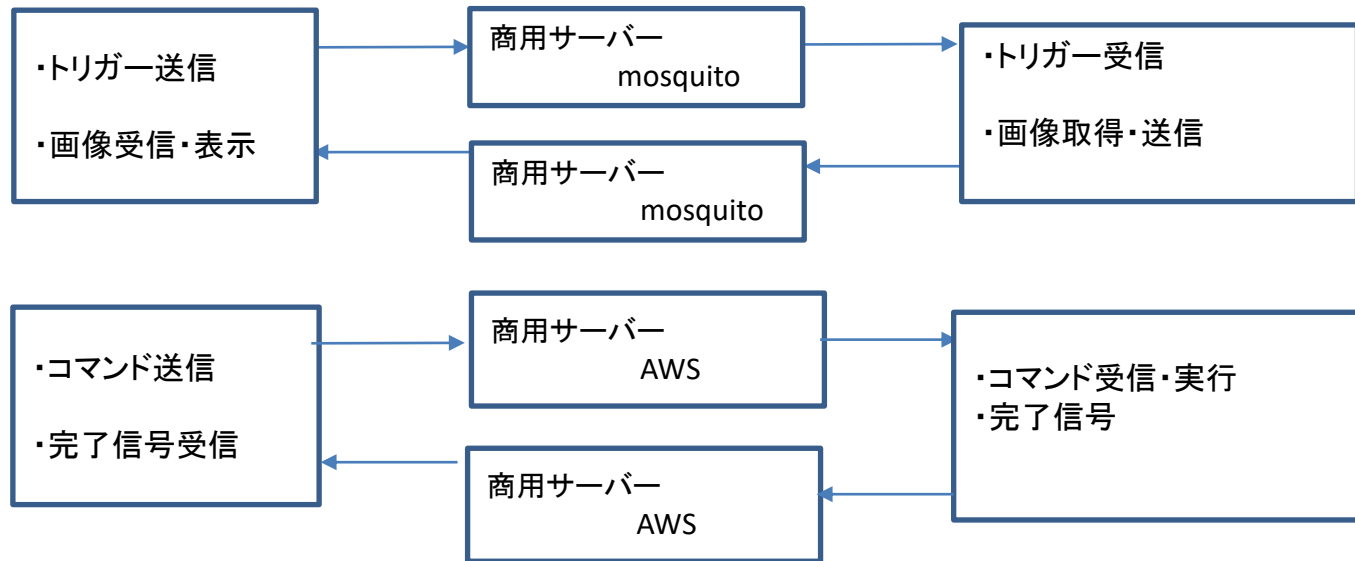 ・トリガー送信
・画像受信・表示
商用サーバー
mosquito
商用サーバー
mosquito
・トリガー受信
・画像取得・送信
・コマンド送信
・完了信号受信
商用サーバー
AWS
商用サーバー
AWS
・コマンド受信・実行
・完了信号